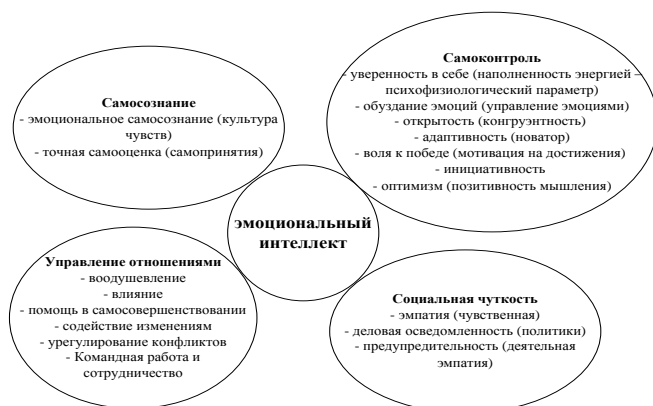 Самосознание
- эмоциональное самосознание (культура
чувств)
- точная самооценка (самопринятия)
Самоконтроль
- уверенность в себе (наполненность энергией –
психофизиологический параметр)
- обуздание эмоций (управление эмоциями)
- открытость (конгруэнтность)
- адаптивность (новатор)
- воля к победе (мотивация на достижения)
- инициативность
- оптимизм (позитивность мышления)
эмоциональный
интеллект
Управление отношениями
- воодушевление
- влияние
- помощь в самосовершенствовании
- содействие изменениям
- урегулирование конфликтов
- Командная работа и
сотрудничество
Социальная чуткость
- эмпатия (чувственная)
- деловая осведомленность (политики)
- предупредительность (деятельная
эмпатия)